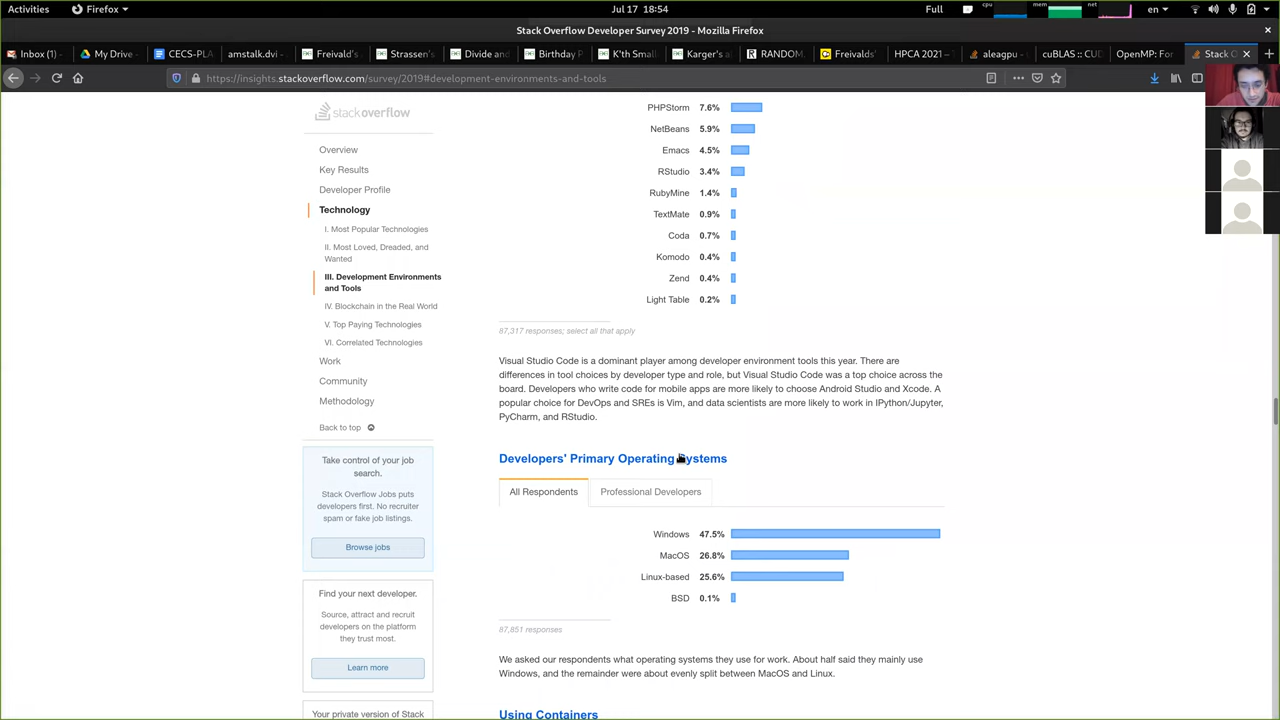 Activities Firefox Jul 17 18:54 Full cpu mem net en
Stack Overflow Developer Survey 2019 - Mozilla Firefox
Inbox (1) My Drive CECS-PLA amstalk.dvi Freivald's Strassen's Divide and Birthday P K'th Small Karger's al RANDOM Freivalds' HPCA 2021 aleagpu cuBLAS :: CUD OpenMP: For Stack O
https://insights.stackoverflow.com/survey/2019#development-environments-and-tools
stackoverflow
Overview
Key Results
Developer Profile
Technology
I. Most Popular Technologies
II. Most Loved, Dreaded, and
Wanted
III. Development Environments
and Tools
IV. Blockchain in the Real World
V. Top Paying Technologies
VI. Correlated Technologies
Work
Community
Methodology
Back to top
Take control of your job
search.
Stack Overflow Jobs puts
developers first. No recruiter
spam or fake job listings.
Browse jobs
Find your next developer.
Source, attract and recruit
developers on the platform
they trust most.
Learn more
Your private version of Stack
PHPStorm 7.6%
NetBeans 5.9%
Emacs 4.5%
RStudio 3.4%
RubyMine 1.4%
TextMate 0.9%
Coda 0.7%
Komodo 0.4%
Zend 0.4%
Light Table 0.2%
87,317 responses; select all that apply
Visual Studio Code is a dominant player among developer environment tools this year. There are
differences in tool choices by developer type and role, but Visual Studio Code was a top choice across the
board. Developers who write code for mobile apps are more likely to choose Android Studio and Xcode. A
popular choice for DevOps and SREs is Vim, and data scientists are more likely to work in IPython/Jupyter,
PyCharm, and RStudio.
Developers' Primary Operating Systems
All Respondents Professional Developers
Windows 47.5%
MacOS 26.8%
Linux-based 25.6%
BSD 0.1%
87,851 responses
We asked our respondents what operating systems they use for work. About half said they mainly use
Windows, and the remainder were about evenly split between MacOS and Linux.
Using Containers